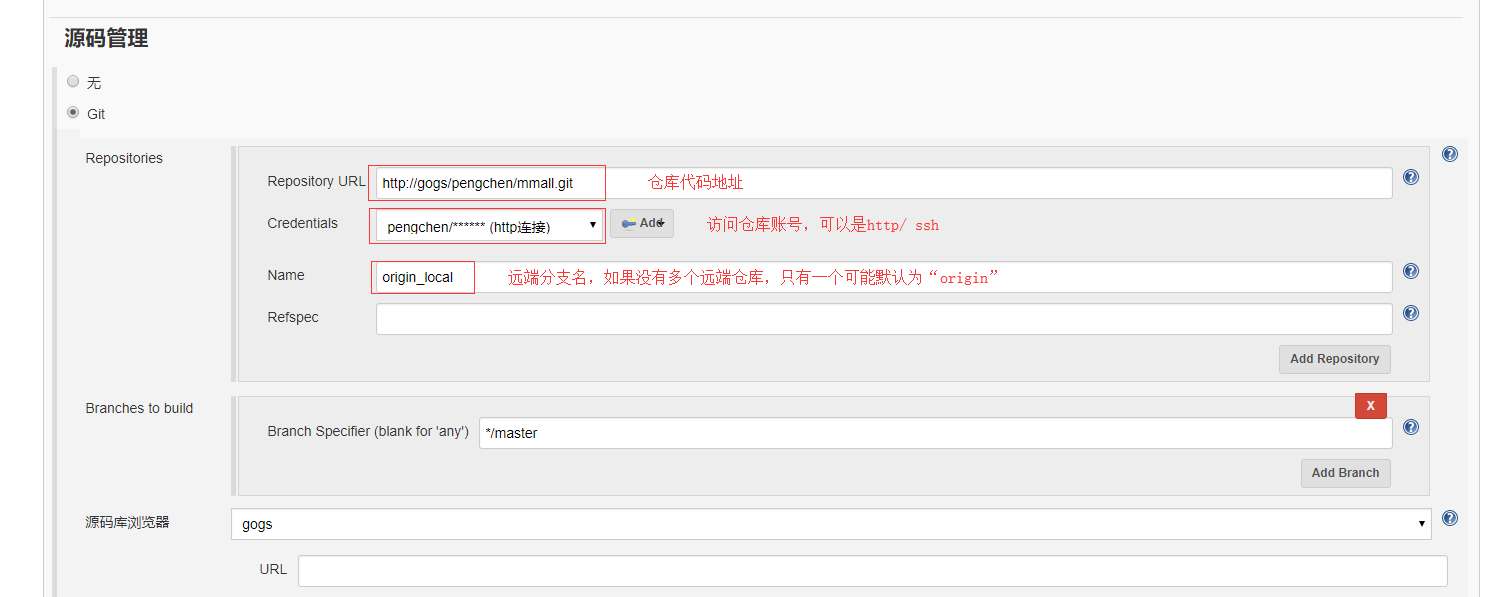 源码管理
无
Git
Repositories
Repository URL http://gogs/pengchen/mmall.git 仓库代码地址
Credentials pengchen/****** (http连接) Add 访问仓库账号，可以是http/ ssh
Name origin_local 远端分支名，如果没有多个远端仓库，只有一个可能默认为“origin”
Refspec
Add Repository
Branches to build
X
Branch Specifier (blank for 'any') */master
Add Branch
源码库浏览器 gogs
URL